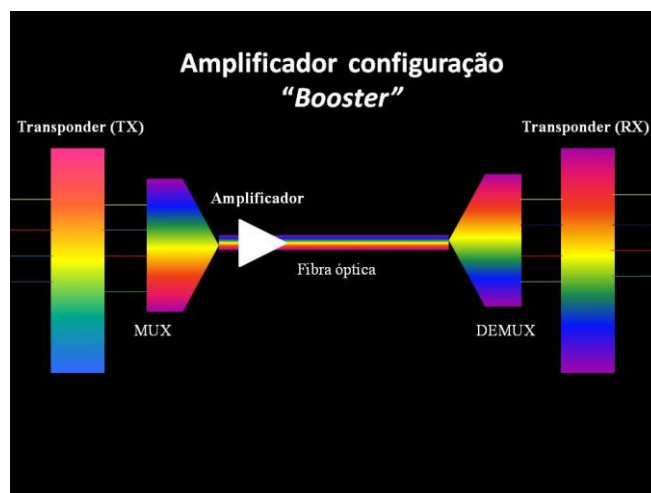 Amplificador configuração
“Booster”
Transponder (TX)
Transponder (RX)
Amplificador
Fibra óptica
MUX
DEMUX